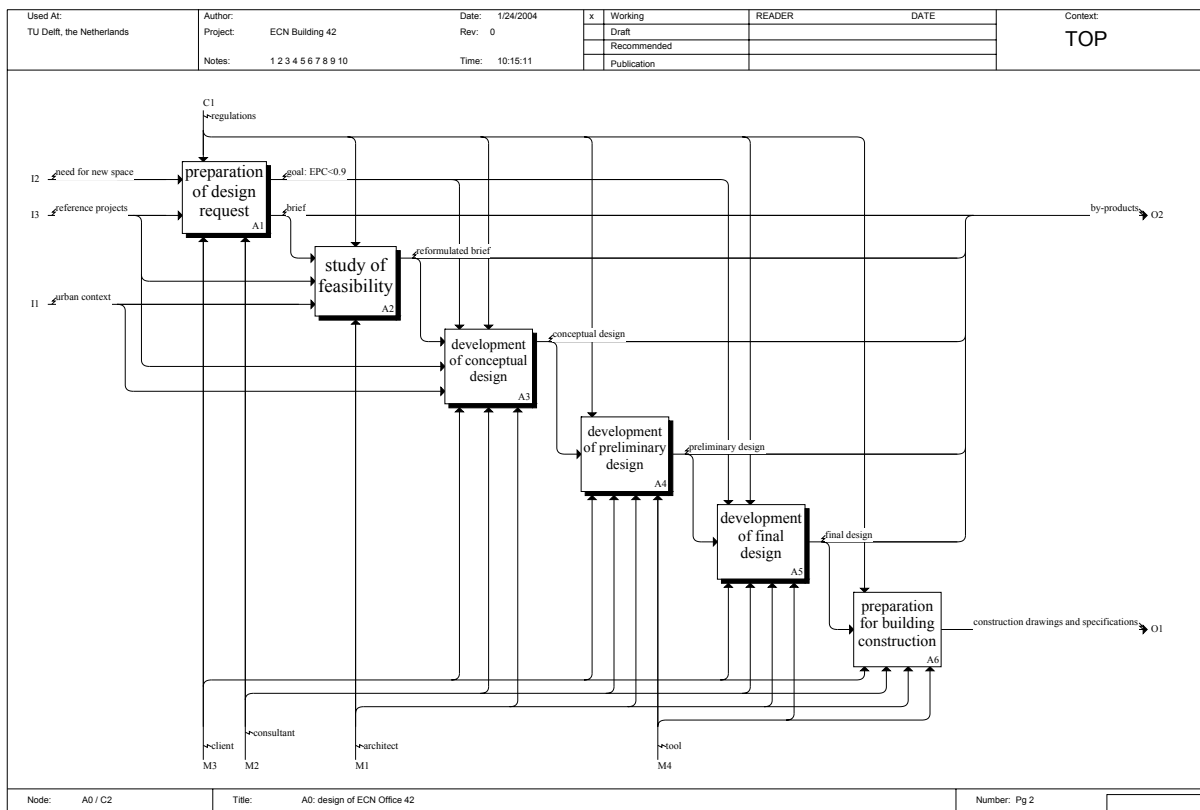 Used At:
TU Delft, the Netherlands
Author:
Date: 1/24/2004
Project: ECN Building 42
Rev: 0
Notes: 1 2 3 4 5 6 7 8 9 10
Time: 10:15:11
x Working
Draft
Recommended
Publication
READER DATE
Context:
TOP
C1
regulations
I2 need for new space
preparation
of design
request
A1
goal: EPC<0.9
I3 reference projects
brief
by-products O2
study of
feasibility
A2
reformulated brief
I1 urban context
development
of conceptual
design
A3
conceptual design
development
of preliminary
design
A4
preliminary design
development
of final
design
A5
final design
preparation
for building
construction
A6
construction drawings and specifications O1
client
M3
consultant
M2
architect
M1
tool
M4
Node: A0 / C2
Title: A0: design of ECN Office 42
Number: Pg 2